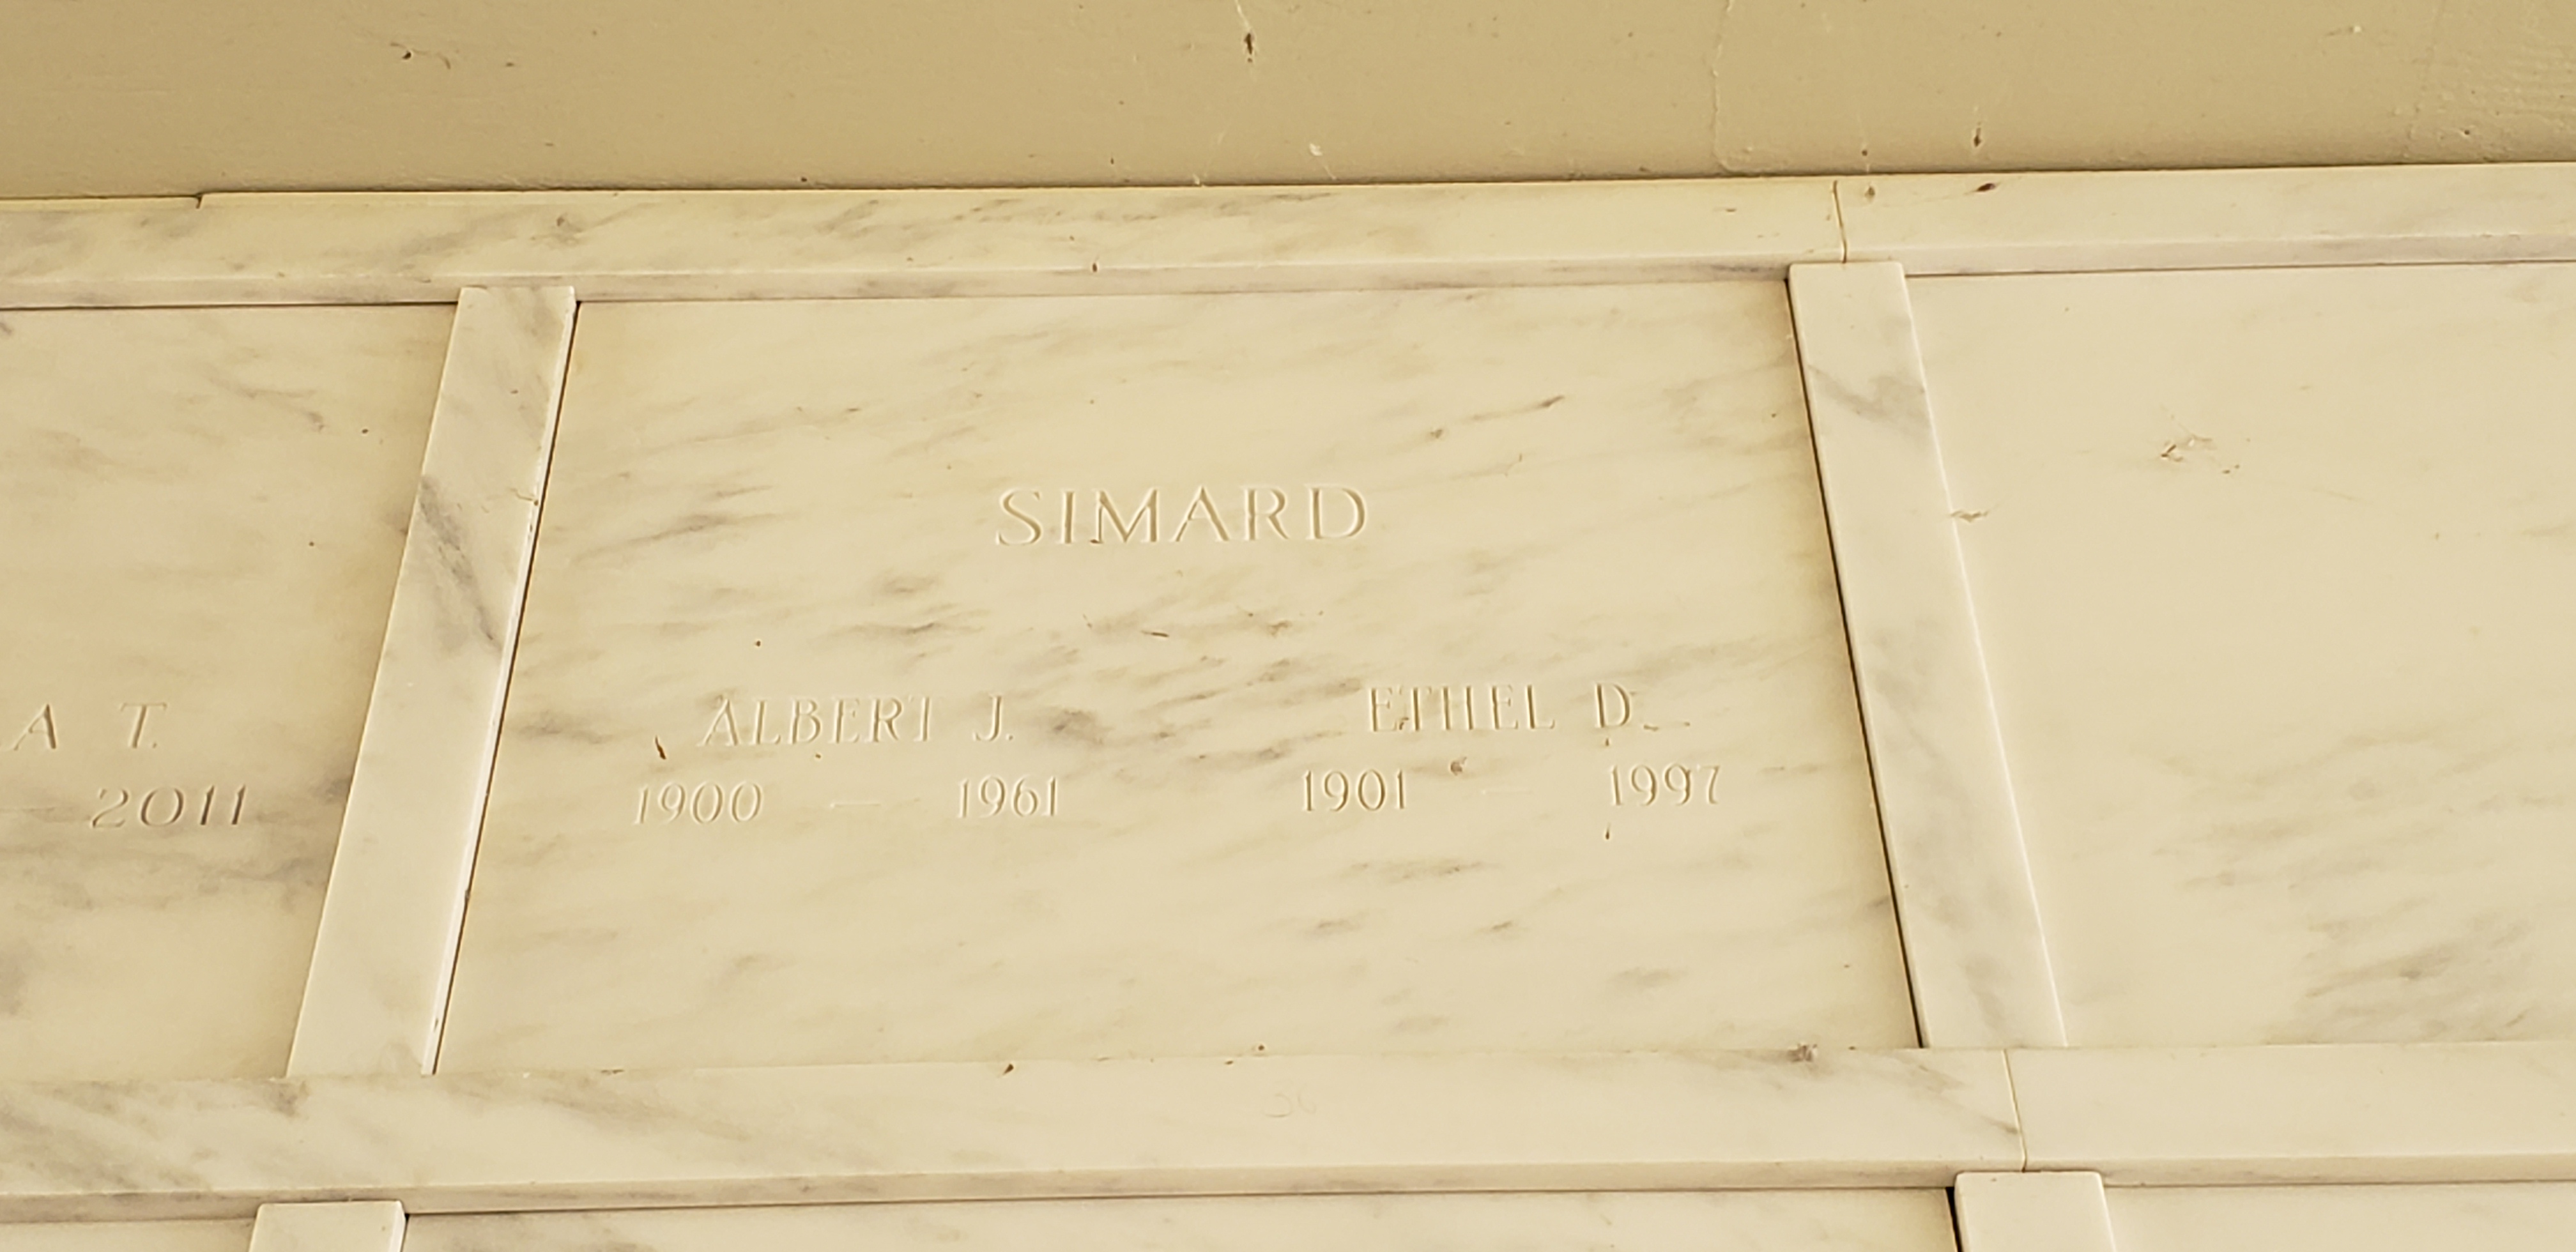 SIMARD
ALBERT J. ETHEL D.
1900 — 1961 1901 — 1997
A T.
— 2011